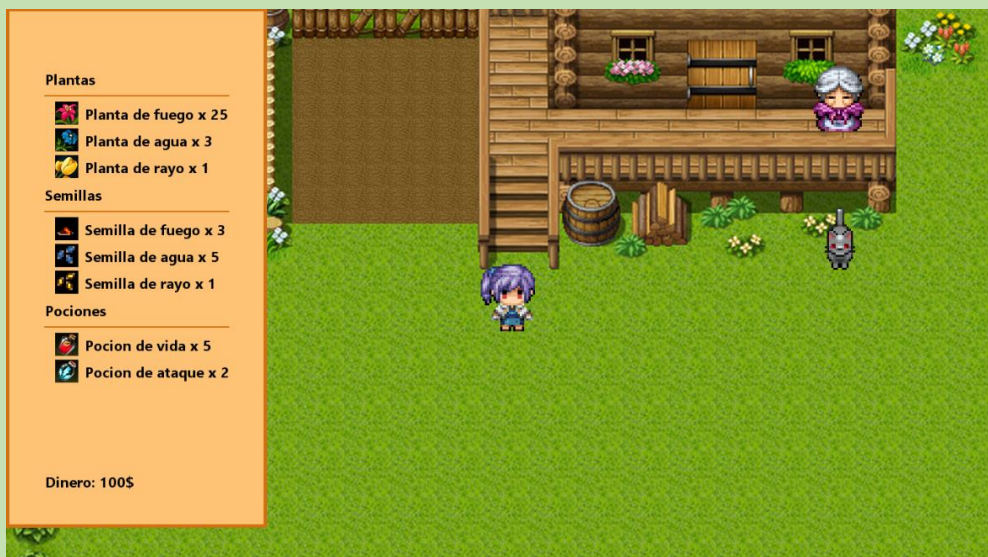 Plantas
Planta de fuego x 25
Planta de agua x 3
Planta de rayo x 1
Semillas
Semilla de fuego x 3
Semilla de agua x 5
Semilla de rayo x 1
Pociones
Pocion de vida x 5
Pocion de ataque x 2
Dinero: 100$